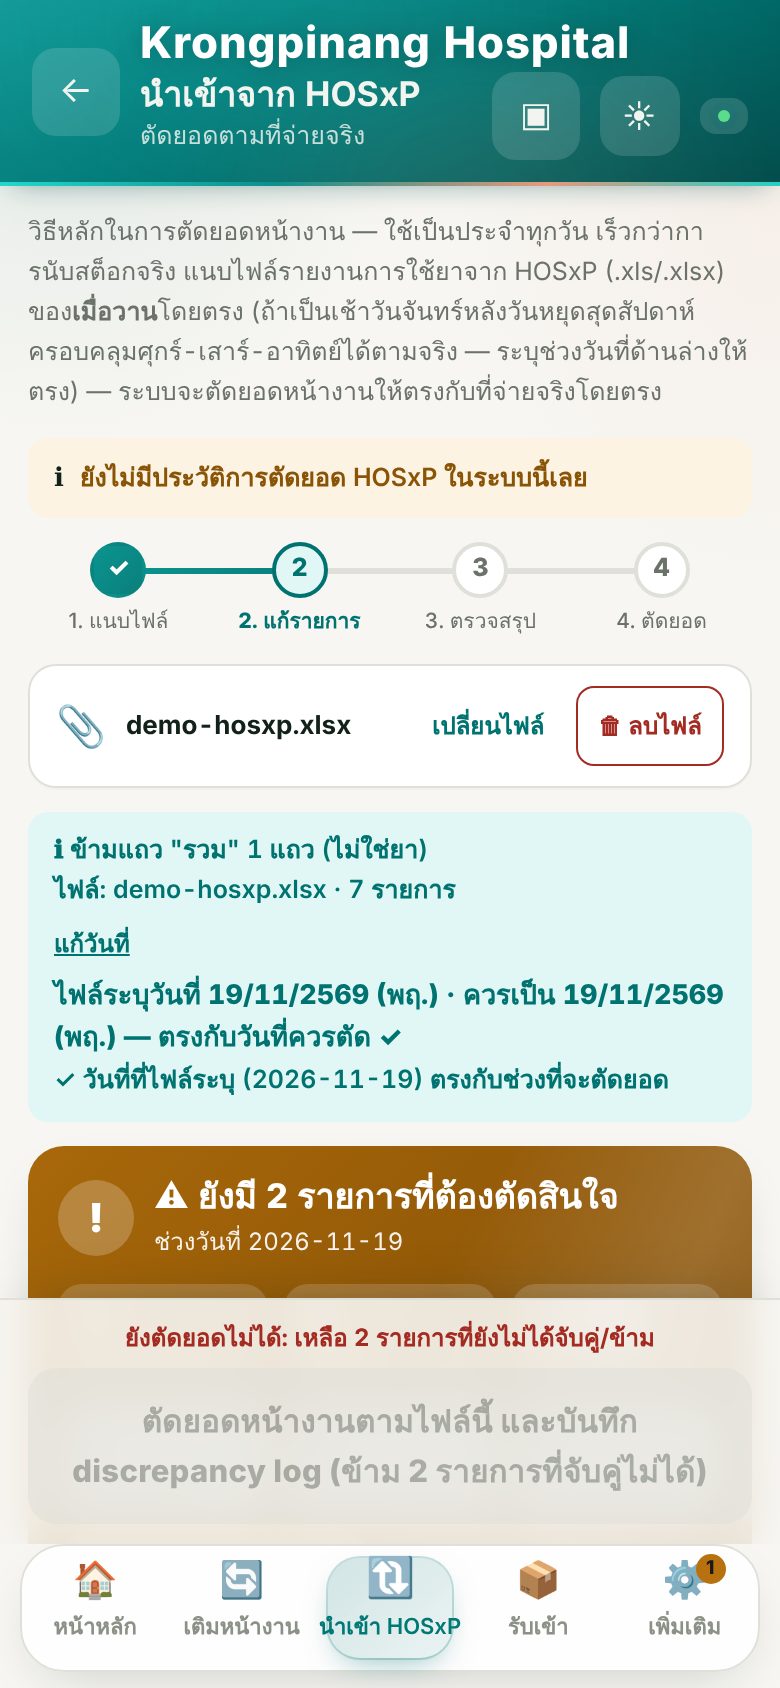 Krongpinang Hospital
นำเข้าจาก HOSxP
ตัดยอดตามที่จ่ายจริง
วิธีหลักในการตัดยอดหน้างาน — ใช้เป็นประจำทุกวัน เร็วกว่ากา
รนับสต็อกจริง แนบไฟล์รายงานการใช้ยาจาก HOSxP (.xls/.xlsx)
ของเมื่อวานโดยตรง (ถ้าเป็นเช้าวันจันทร์หลังวันหยุดสุดสัปดาห์
ครอบคลุมศุกร์-เสาร์-อาทิตย์ได้ตามจริง — ระบุช่วงวันที่ด้านล่างให้
ตรง) — ระบบจะตัดยอดหน้างานให้ตรงกับที่จ่ายจริงโดยตรง
ℹ ยังไม่มีประวัติการตัดยอด HOSxP ในระบบนี้เลย
✓ 2 3 4
1. แนบไฟล์ 2. แก้รายการ 3. ตรวจสรุป 4. ตัดยอด
demo-hosxp.xlsx เปลี่ยนไฟล์ 🗑 ลบไฟล์
ℹ ข้ามแถว "รวม" 1 แถว (ไม่ใช่ยา)
ไฟล์: demo-hosxp.xlsx · 7 รายการ
แก้วันที่
ไฟล์ระบุวันที่ 19/11/2569 (พฤ.) · ควรเป็น 19/11/2569
(พฤ.) — ตรงกับวันที่ควรตัด ✓
✓ วันที่ที่ไฟล์ระบุ (2026-11-19) ตรงกับช่วงที่จะตัดยอด
! ⚠ ยังมี 2 รายการที่ต้องตัดสินใจ
ช่วงวันที่ 2026-11-19
ยังตัดยอดไม่ได้: เหลือ 2 รายการที่ยังไม่ได้จับคู่/ข้าม
ตัดยอดหน้างานตามไฟล์นี้ และบันทึก
discrepancy log (ข้าม 2 รายการที่จับคู่ไม่ได้)
1
หน้าหลัก เติมหน้างาน นำเข้า HOSxP รับเข้า เพิ่มเติม